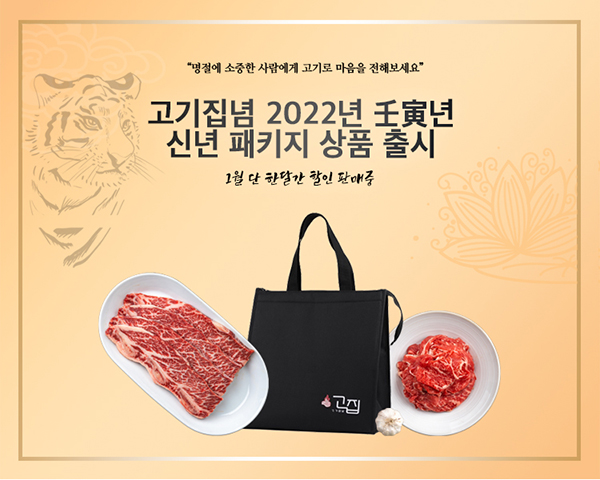 “명절에 소중한 사람에게 고기로 마음을 전해보세요”
고기집념 2022년 壬寅년
신년 패키지 상품 출시
1월 단 한달간 할인 판매중
고집